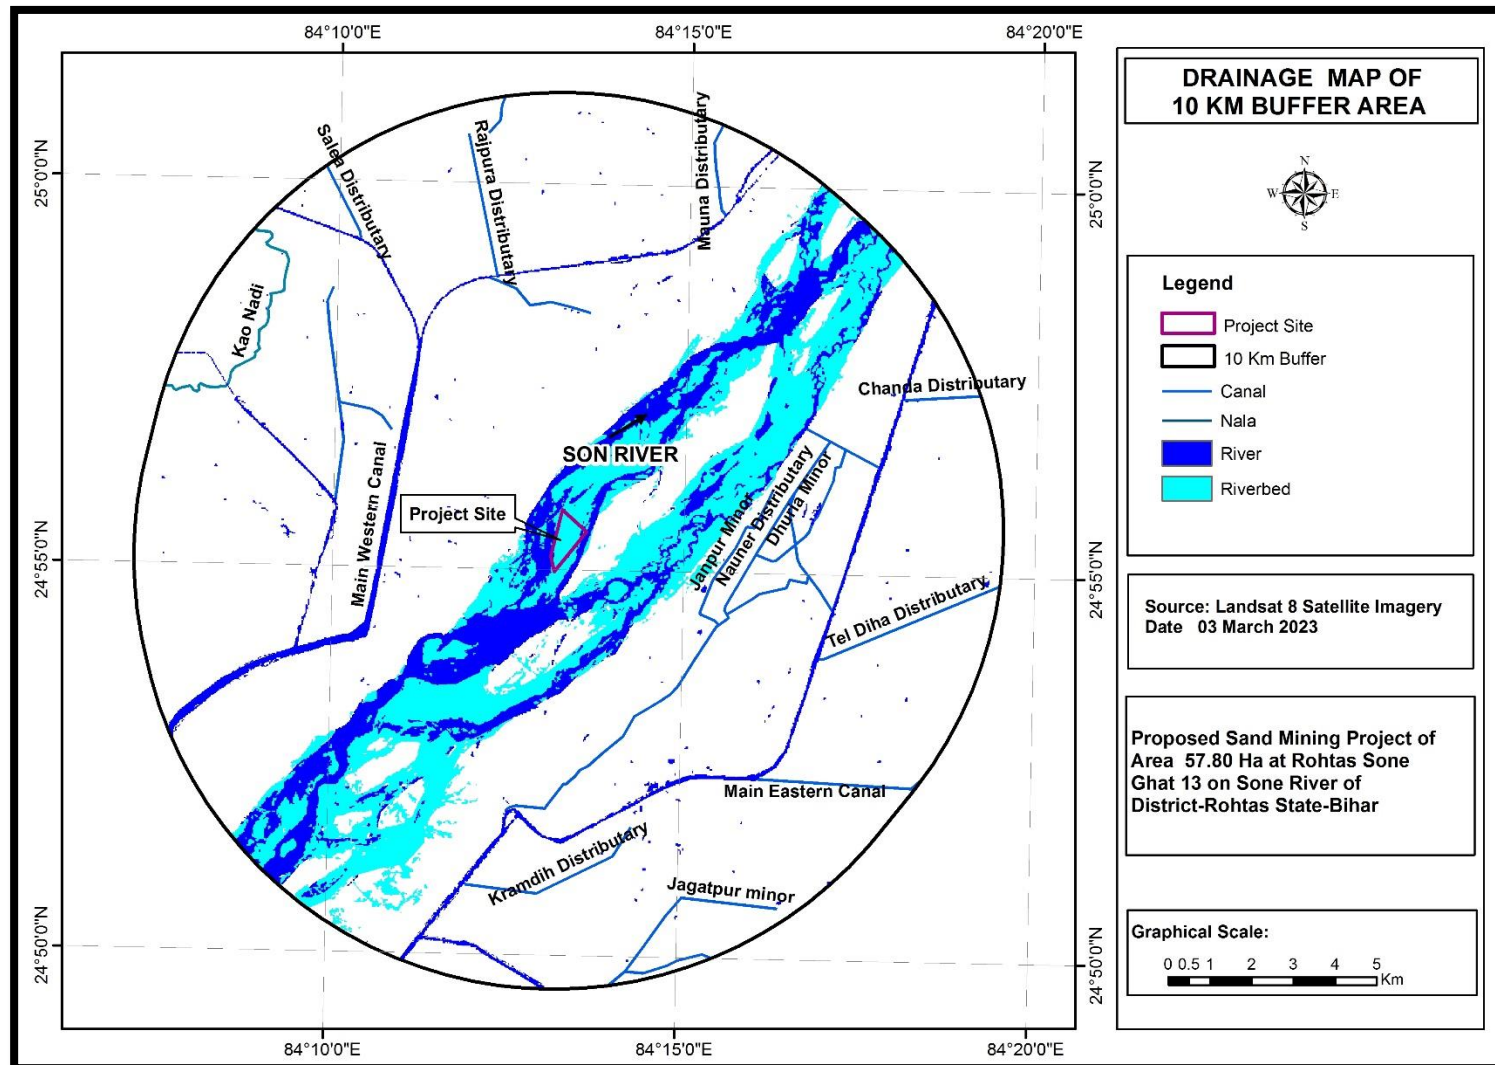 84°10'0"E
84°15'0"E
84°20'0"E
25°0'0"N
25°0'0"N
24°55'0"N
24°55'0"N
24°50'0"N
24°50'0"N
84°10'0"E
84°15'0"E
84°20'0"E
Salea Distributary
Rajpura Distributary
Mauna Distributary
Kao Nadi
Main Western Canal
SON RIVER
Project Site
Chanda Distributary
Janpur Minor
Nauner Distributary
Dhuria Minor
Tel Diha Distributary
Main Eastern Canal
Kramdih Distributary
Jagatpur minor
DRAINAGE MAP OF
10 KM BUFFER AREA
N
W
E
S
Legend
Project Site
10 Km Buffer
Canal
Nala
River
Riverbed
Source: Landsat 8 Satellite Imagery
Date 03 March 2023
Proposed Sand Mining Project of
Area 57.80 Ha at Rohtas Sone
Ghat 13 on Sone River of
District-Rohtas State-Bihar
Graphical Scale:
0 0.5 1 2 3 4 5
Km